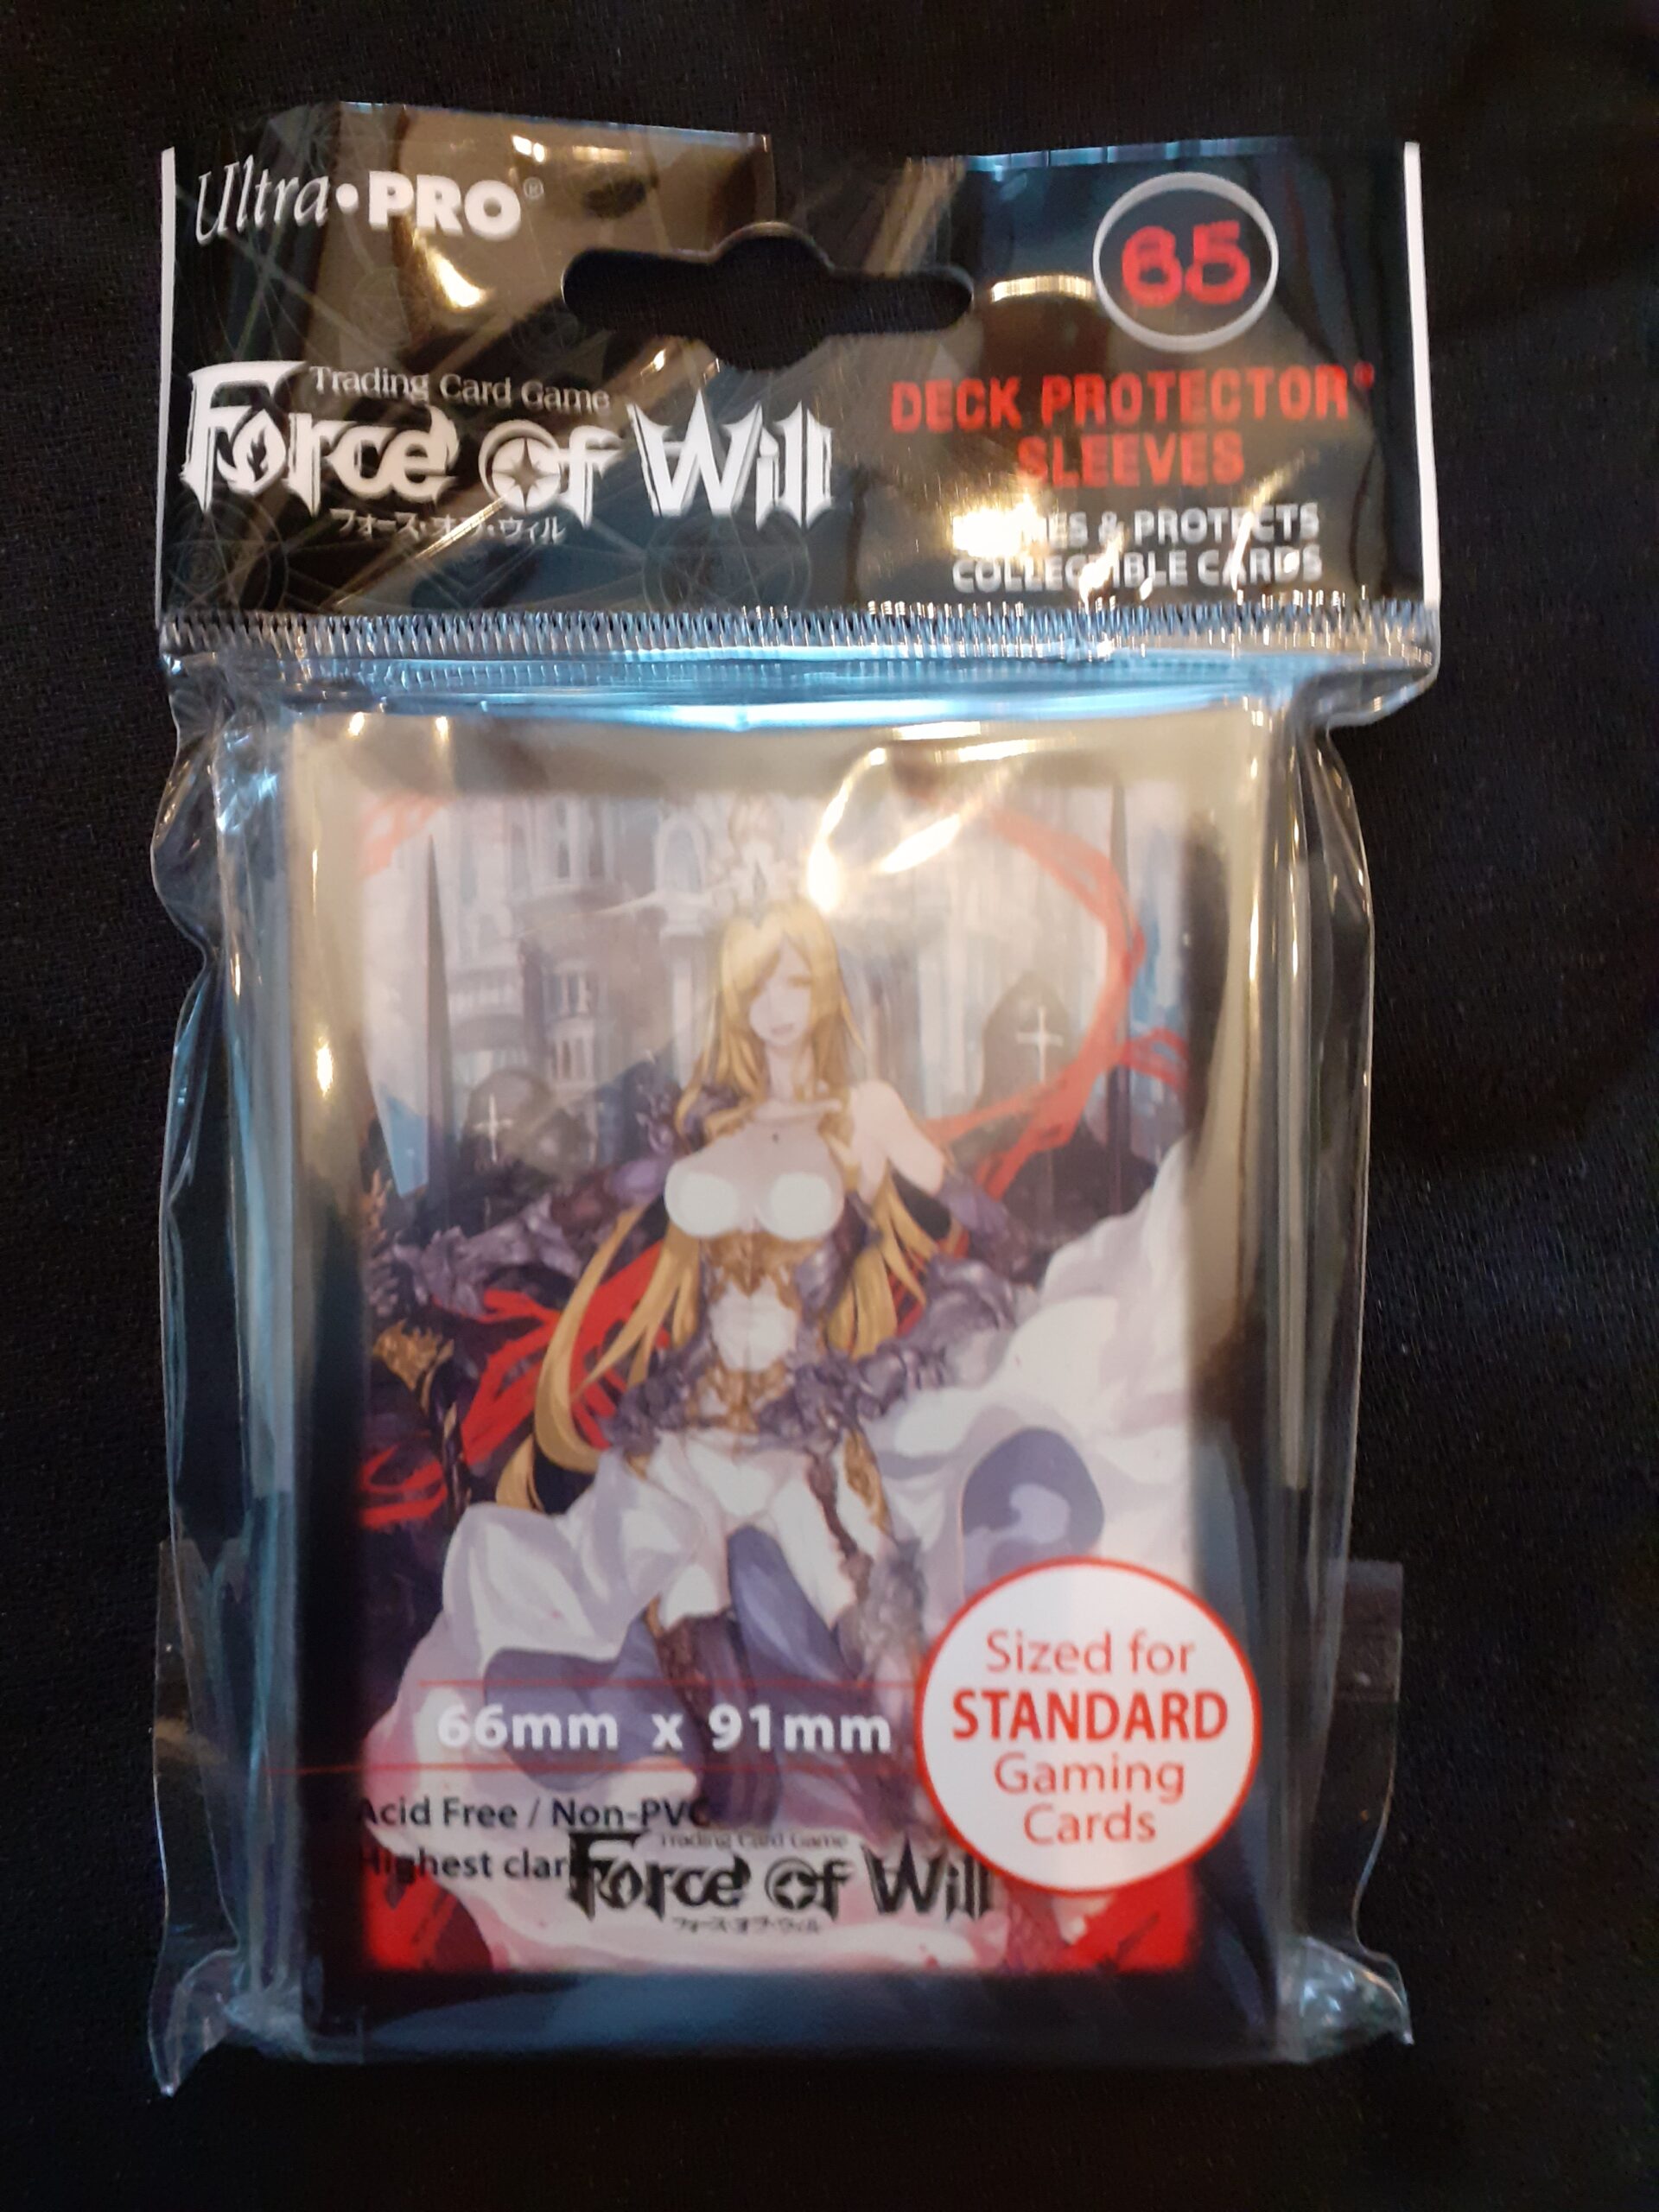 Ultra•PRO®
65
Trading Card Game
Force of Will
フォース・オブ・ウィル
DECK PROTECTOR®
SLEEVES
& PROTECTS
COLLECTIBLE CARDS
66mm x 91mm
Sized for
STANDARD
Gaming
Cards
Acid Free / Non-PVC
Highest
Trading Card Game
Force of Will
フォース・オブ・ウィル